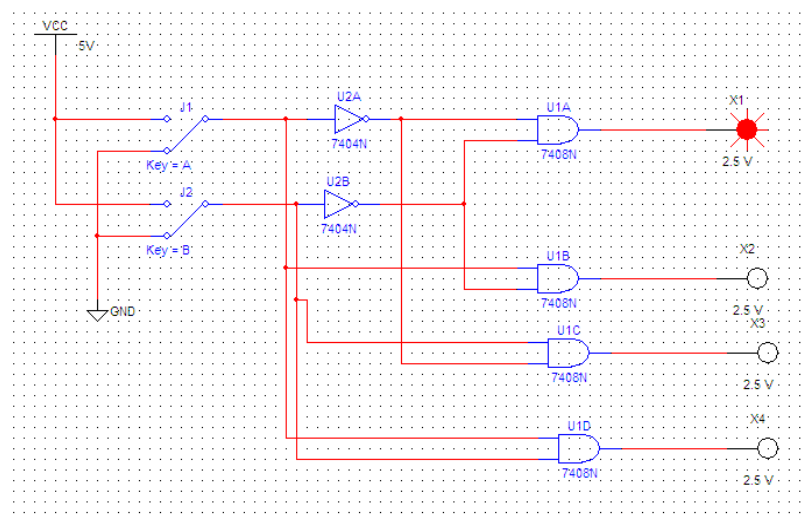 VCC
5V
J1
Key = A
J2
Key = B
GND
U2A
7404N
U2B
7404N
U1A
7408N
X1
2.5 V
U1B
7408N
X2
2.5 V
U1C
7408N
X3
2.5 V
U1D
7408N
X4
2.5 V